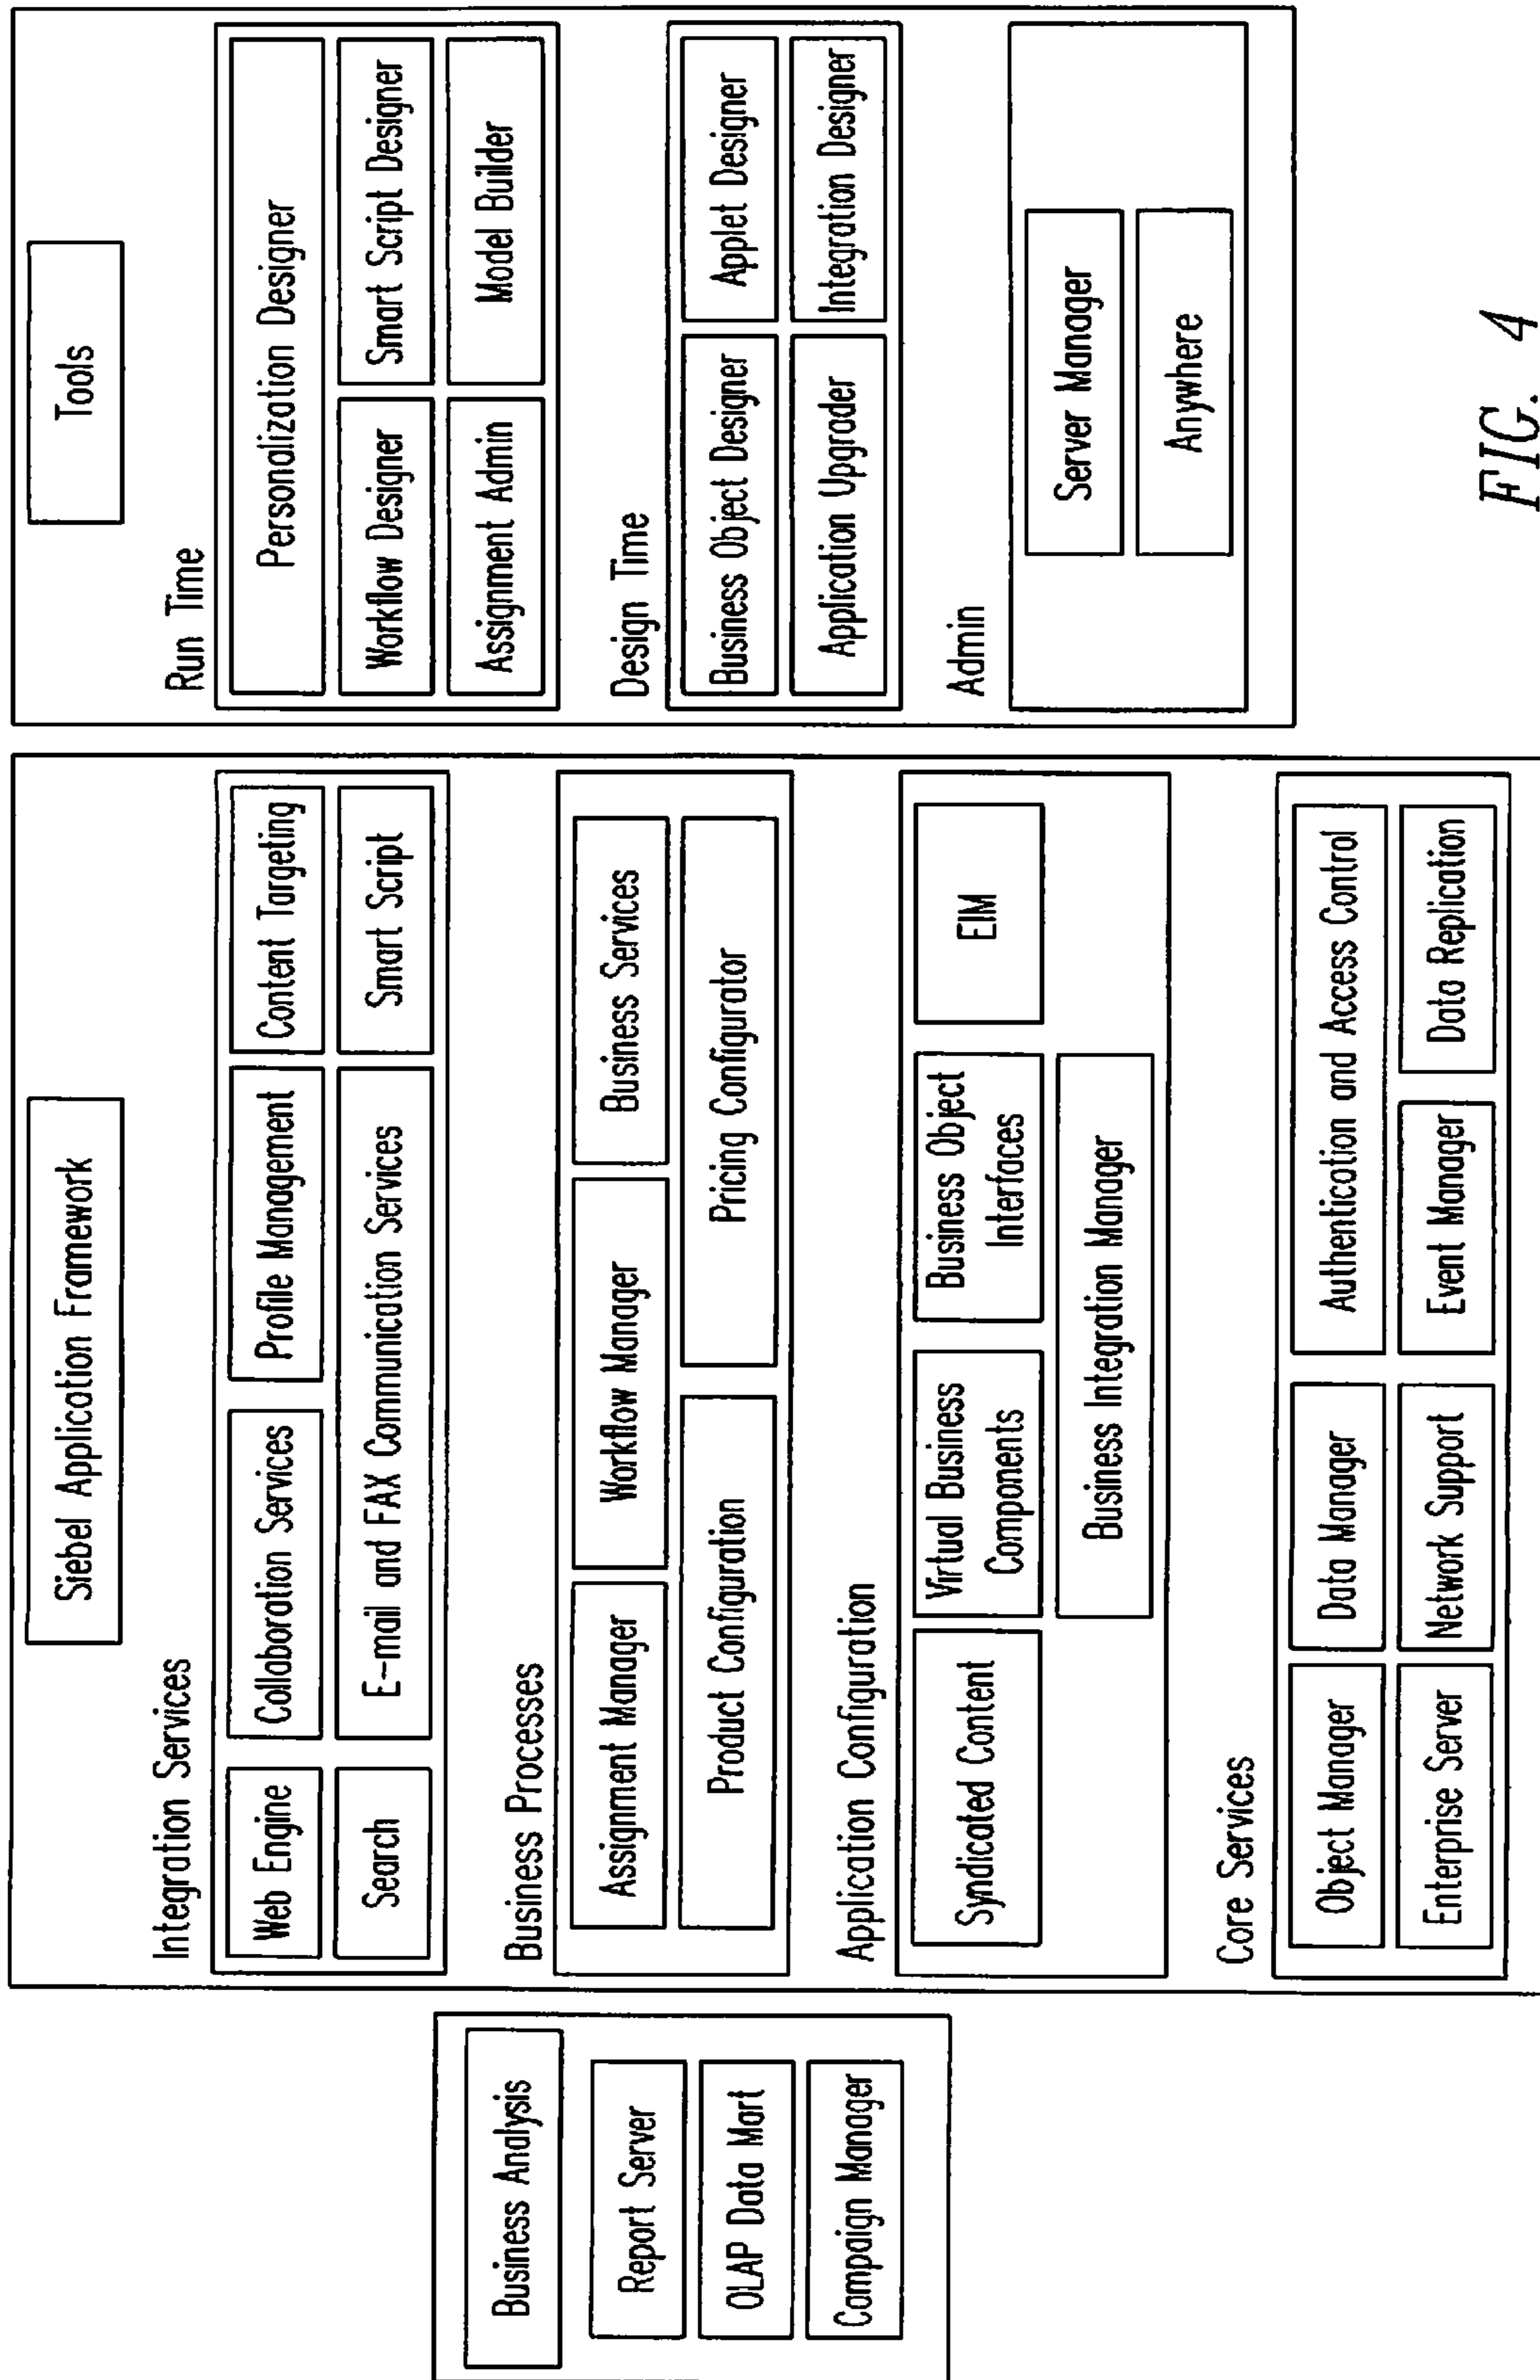 Business Analysis
Report Server
OLAP Data Mart
Campaign Manager
Siebel Application Framework
Integration Services
Web Engine
Collaboration Services
Profile Management
Content Targeting
Search
E-mail and FAX Communication Services
Smart Script
Business Processes
Assignment Manager
Workflow Manager
Business Services
Product Configuration
Pricing Configurator
Application Configuration
Syndicated Content
Virtual Business
Components
Business Object
Interfaces
EIM
Business Integration Manager
Core Services
Object Manager
Data Manager
Authentication and Access Control
Enterprise Server
Network Support
Event Manager
Data Replication
Tools
Run Time
Personalization Designer
Workflow Designer
Smart Script Designer
Assignment Admin
Model Builder
Design Time
Business Object Designer
Applet Designer
Application Upgrader
Integration Designer
Admin
Server Manager
Anywhere
FIG. 4